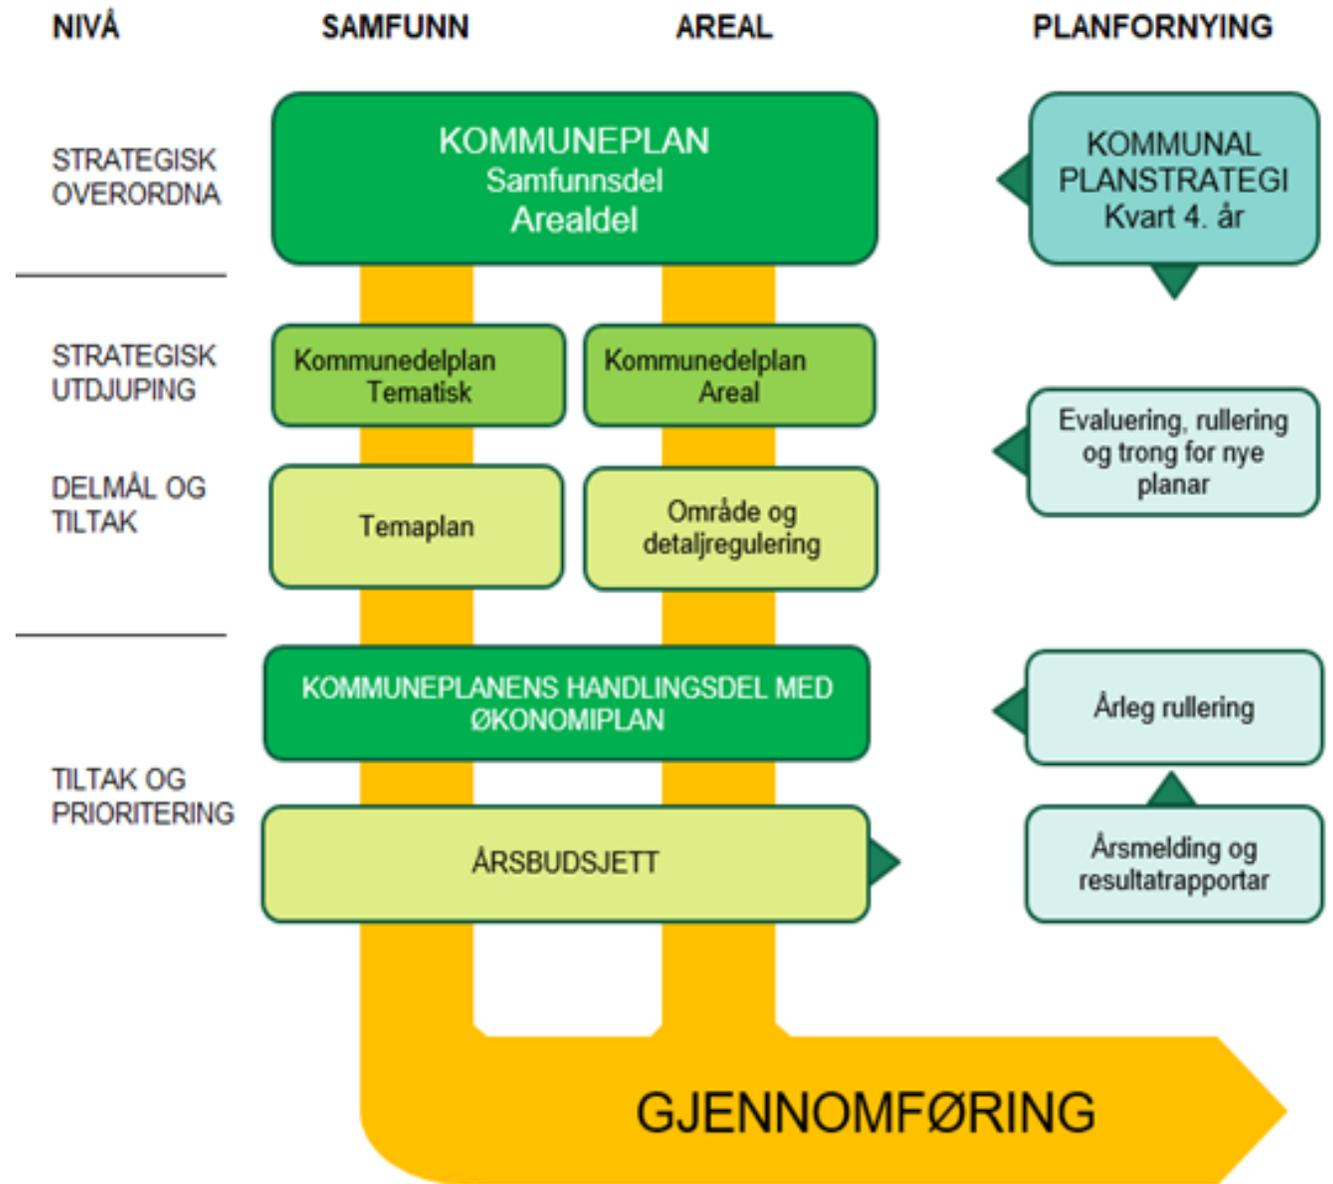 NIVÅ
SAMFUNN
AREAL
PLANFORNYING
STRATEGISK
OVERORDNA
KOMMUNEPLAN
Samfunnsdel
Arealdel
KOMMUNAL
PLANSTRATEGI
Kvart 4. år
STRATEGISK
UTDJUPING
Kommunedelplan
Tematisk
Kommunedelplan
Areal
Evaluering, rullering
og trong for nye
planar
DELMÅL OG
TILTAK
Temaplan
Område og
detaljregulering
KOMMUNEPLANENS HANDLINGSDEL MED
ØKONOMIPLAN
Årleg rullering
TILTAK OG
PRIORITERING
ÅRSBUDSJETT
Årsmelding og
resultatrapportar
GJENNOMFØRING